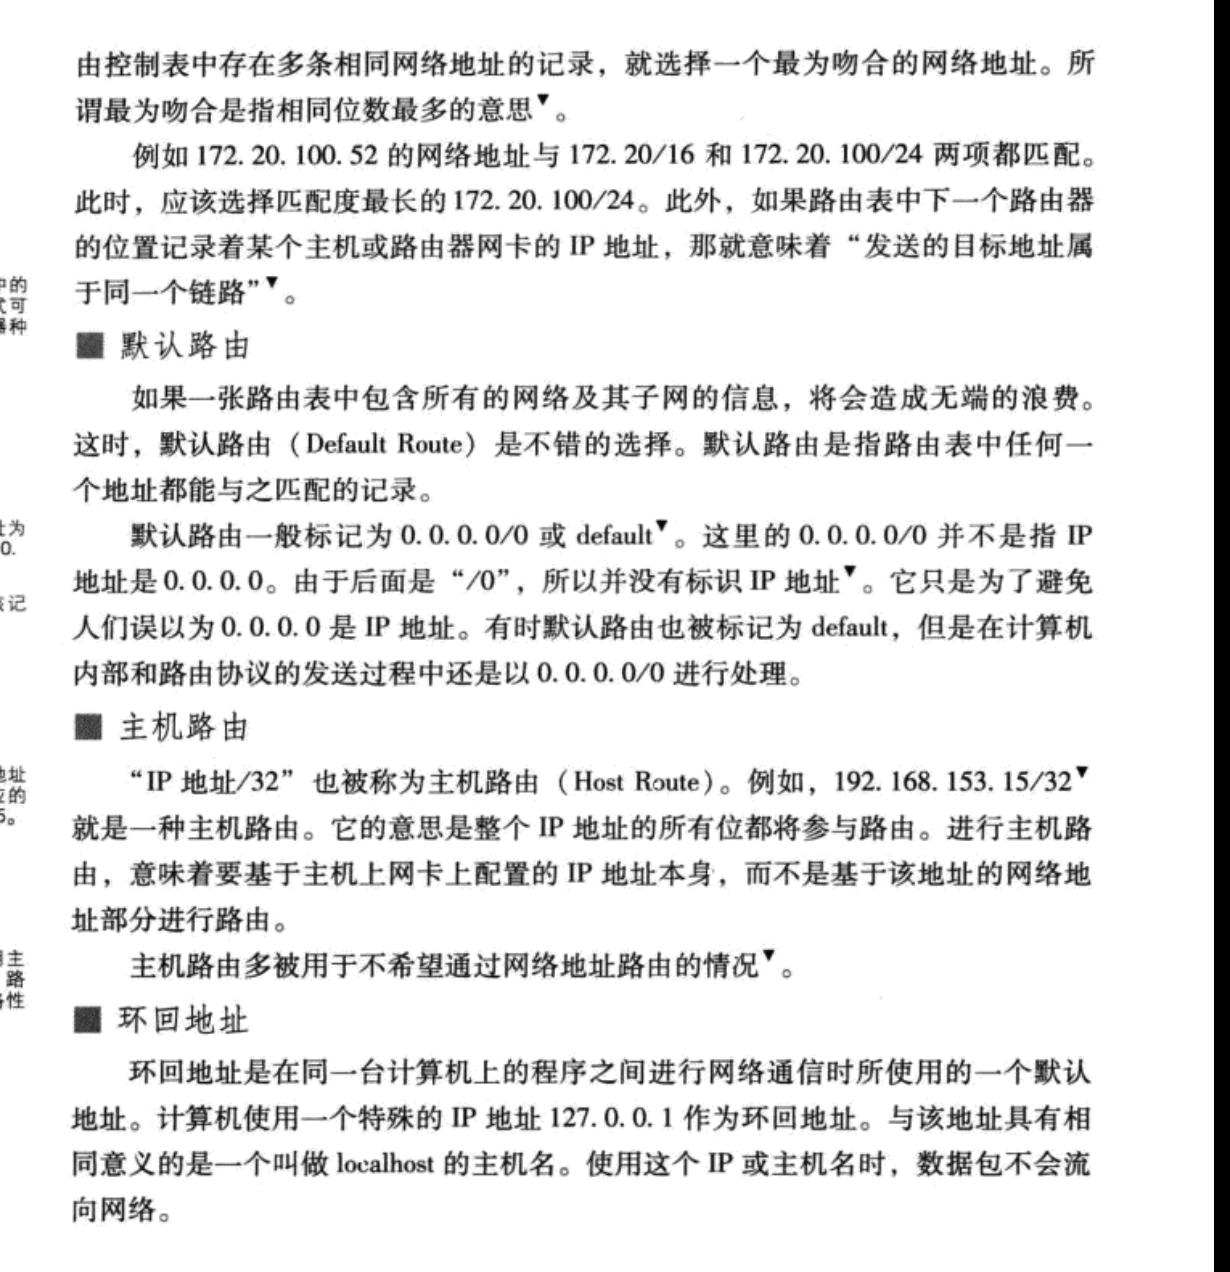 由控制表中存在多条相同网络地址的记录，就选择一个最为吻合的网络地址。所
谓最为吻合是指相同位数最多的意思▼。
例如 172. 20. 100. 52 的网络地址与 172. 20/16 和 172. 20. 100/24 两项都匹配。
此时，应该选择匹配度最长的 172. 20. 100/24。此外，如果路由表中下一个路由器
的位置记录着某个主机或路由器网卡的 IP 地址，那就意味着“发送的目标地址属
于同一个链路”▼。
■ 默认路由
如果一张路由表中包含所有的网络及其子网的信息，将会造成无端的浪费。
这时，默认路由（Default Route）是不错的选择。默认路由是指路由表中任何一
个地址都能与之匹配的记录。
默认路由一般标记为 0. 0. 0. 0/0 或 default▼。这里的 0. 0. 0. 0/0 并不是指 IP
地址是 0. 0. 0. 0。由于后面是“/0”，所以并没有标识 IP 地址▼。它只是为了避免
人们误以为 0. 0. 0. 0 是 IP 地址。有时默认路由也被标记为 default，但是在计算机
内部和路由协议的发送过程中还是以 0. 0. 0. 0/0 进行处理。
■ 主机路由
“IP 地址/32”也被称为主机路由（Host Route）。例如，192. 168. 153. 15/32▼
就是一种主机路由。它的意思是整个 IP 地址的所有位都将参与路由。进行主机路
由，意味着要基于主机上网卡上配置的 IP 地址本身，而不是基于该地址的网络地
址部分进行路由。
主机路由多被用于不希望通过网络地址路由的情况▼。
■ 环回地址
环回地址是在同一台计算机上的程序之间进行网络通信时所使用的一个默认
地址。计算机使用一个特殊的 IP 地址 127. 0. 0. 1 作为环回地址。与该地址具有相
同意义的是一个叫做 localhost 的主机名。使用这个 IP 或主机名时，数据包不会流
向网络。
的
可
种
为
0.
记
址
的
主
路
性